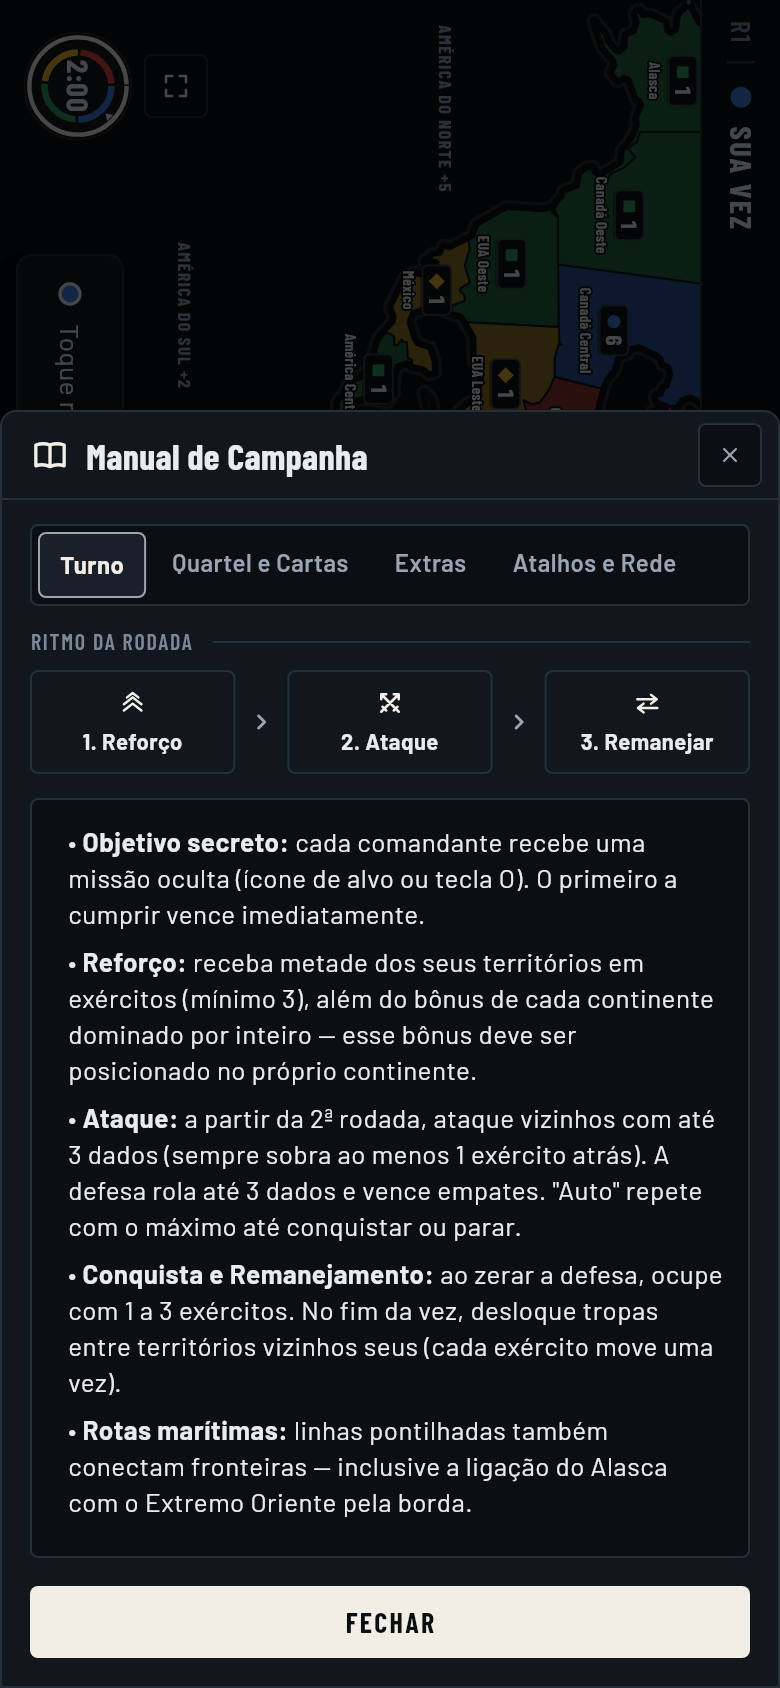 R1
SUA VEZ
2:00
AMÉRICA DO NORTE +5
AMÉRICA DO SUL +2
Alasca
1
Canadá Oeste
1
EUA Oeste
1
México
1
Canadá Central
6
EUA Leste
1
América Cent
1
Toque
Manual de Campanha
Turno
Quartel e Cartas
Extras
Atalhos e Rede
RITMO DA RODADA
1. Reforço
2. Ataque
3. Remanejar
• Objetivo secreto: cada comandante recebe uma
missão oculta (ícone de alvo ou tecla O). O primeiro a
cumprir vence imediatamente.
• Reforço: receba metade dos seus territórios em
exércitos (mínimo 3), além do bônus de cada continente
dominado por inteiro — esse bônus deve ser
posicionado no próprio continente.
• Ataque: a partir da 2ª rodada, ataque vizinhos com até
3 dados (sempre sobra ao menos 1 exército atrás). A
defesa rola até 3 dados e vence empates. "Auto" repete
com o máximo até conquistar ou parar.
• Conquista e Remanejamento: ao zerar a defesa, ocupe
com 1 a 3 exércitos. No fim da vez, desloque tropas
entre territórios vizinhos seus (cada exército move uma
vez).
• Rotas marítimas: linhas pontilhadas também
conectam fronteiras — inclusive a ligação do Alasca
com o Extremo Oriente pela borda.
FECHAR